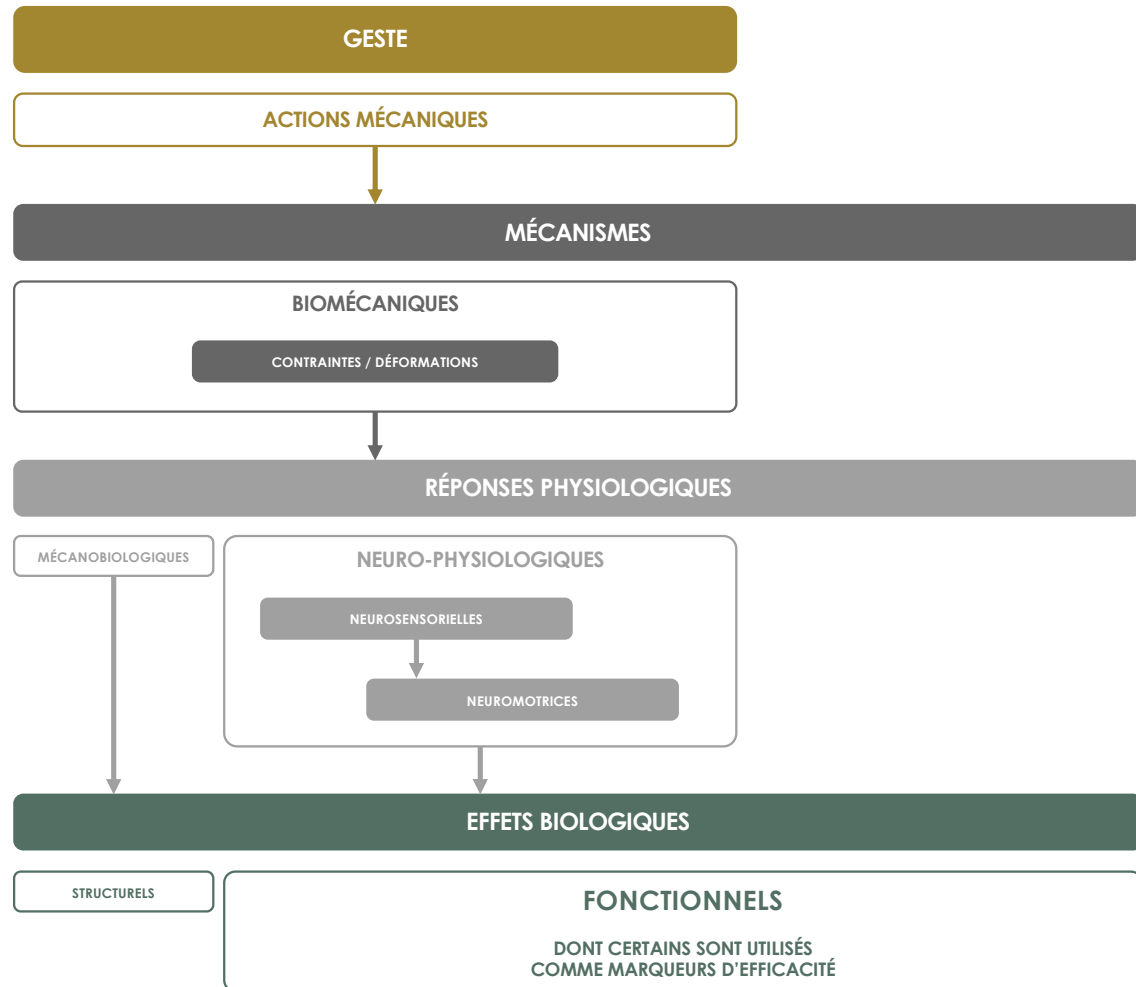 GESTE
ACTIONS MÉCANIQUES
MÉCANISMES
BIOMÉCANIQUES
CONTRAINTES / DÉFORMATIONS
RÉPONSES PHYSIOLOGIQUES
MÉCANOBIOLOGIQUES
NEURO-PHYSIOLOGIQUES
NEUROSENSORIELLES
NEUROMOTRICES
EFFETS BIOLOGIQUES
STRUCTURELS
FONCTIONNELS
DONT CERTAINS SONT UTILISÉS
COMME MARQUEURS D'EFFICACITÉ